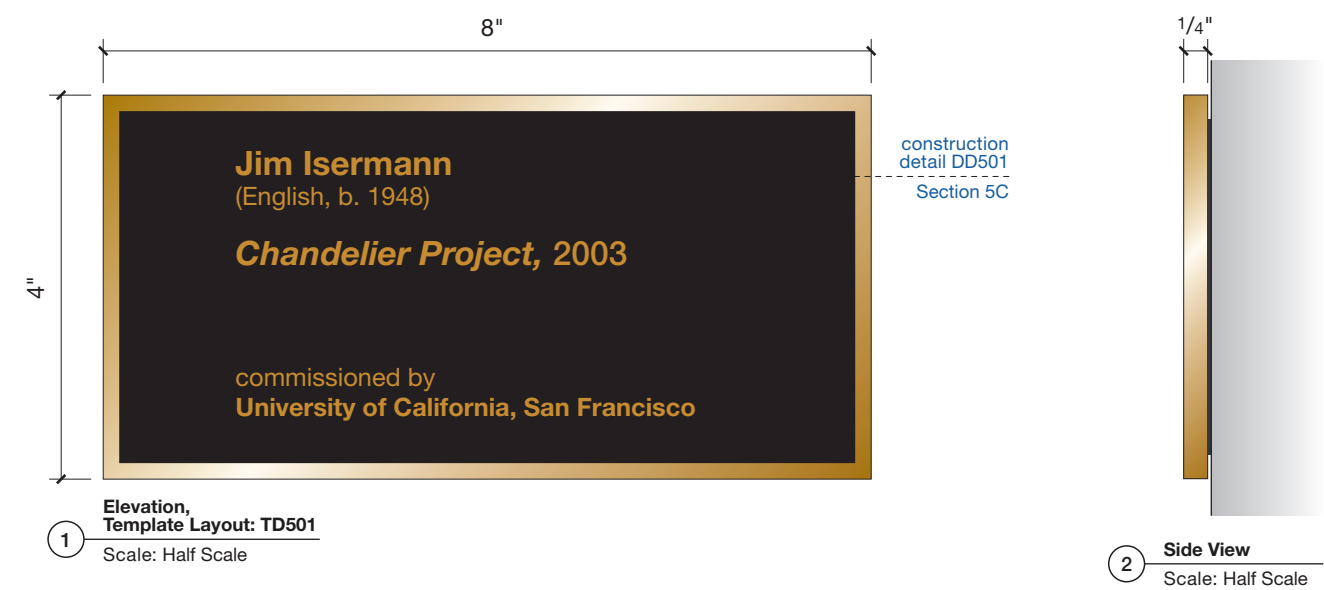 8"
1/4"
4"
Jim Isermann
(English, b. 1948)
Chandelier Project, 2003
commissioned by
University of California, San Francisco
construction
detail DD501
Section 5C
1
Elevation,
Template Layout: TD501
Scale: Half Scale
2
Side View
Scale: Half Scale